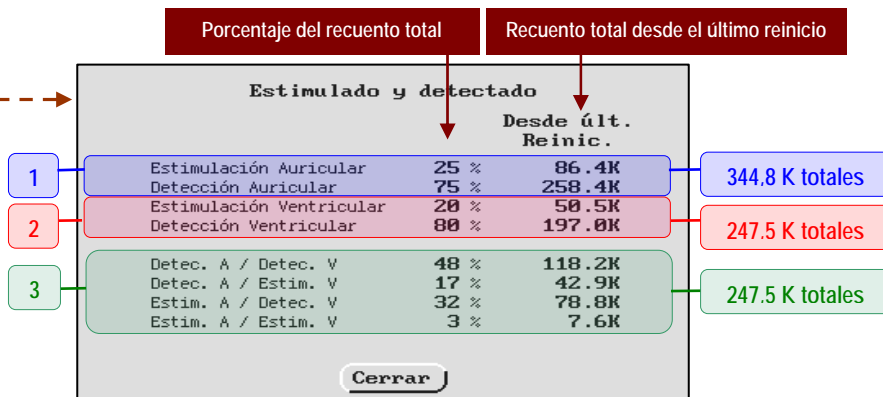 Porcentaje del recuento total
Recuento total desde el último reinicio
Estimulado y detectado
Desde últ.
Reinic.
1
Estimulación Auricular 25 % 86.4K
Detección Auricular 75 % 258.4K
344.8 K totales
2
Estimulación Ventricular 20 % 50.5K
Detección Ventricular 80 % 197.0K
247.5 K totales
3
Detec. A / Detec. V 48 % 118.2K
Detec. A / Estim. V 17 % 42.9K
Estim. A / Detec. V 32 % 78.8K
Estim. A / Estim. V 3 % 7.6K
247.5 K totales
Cerrar